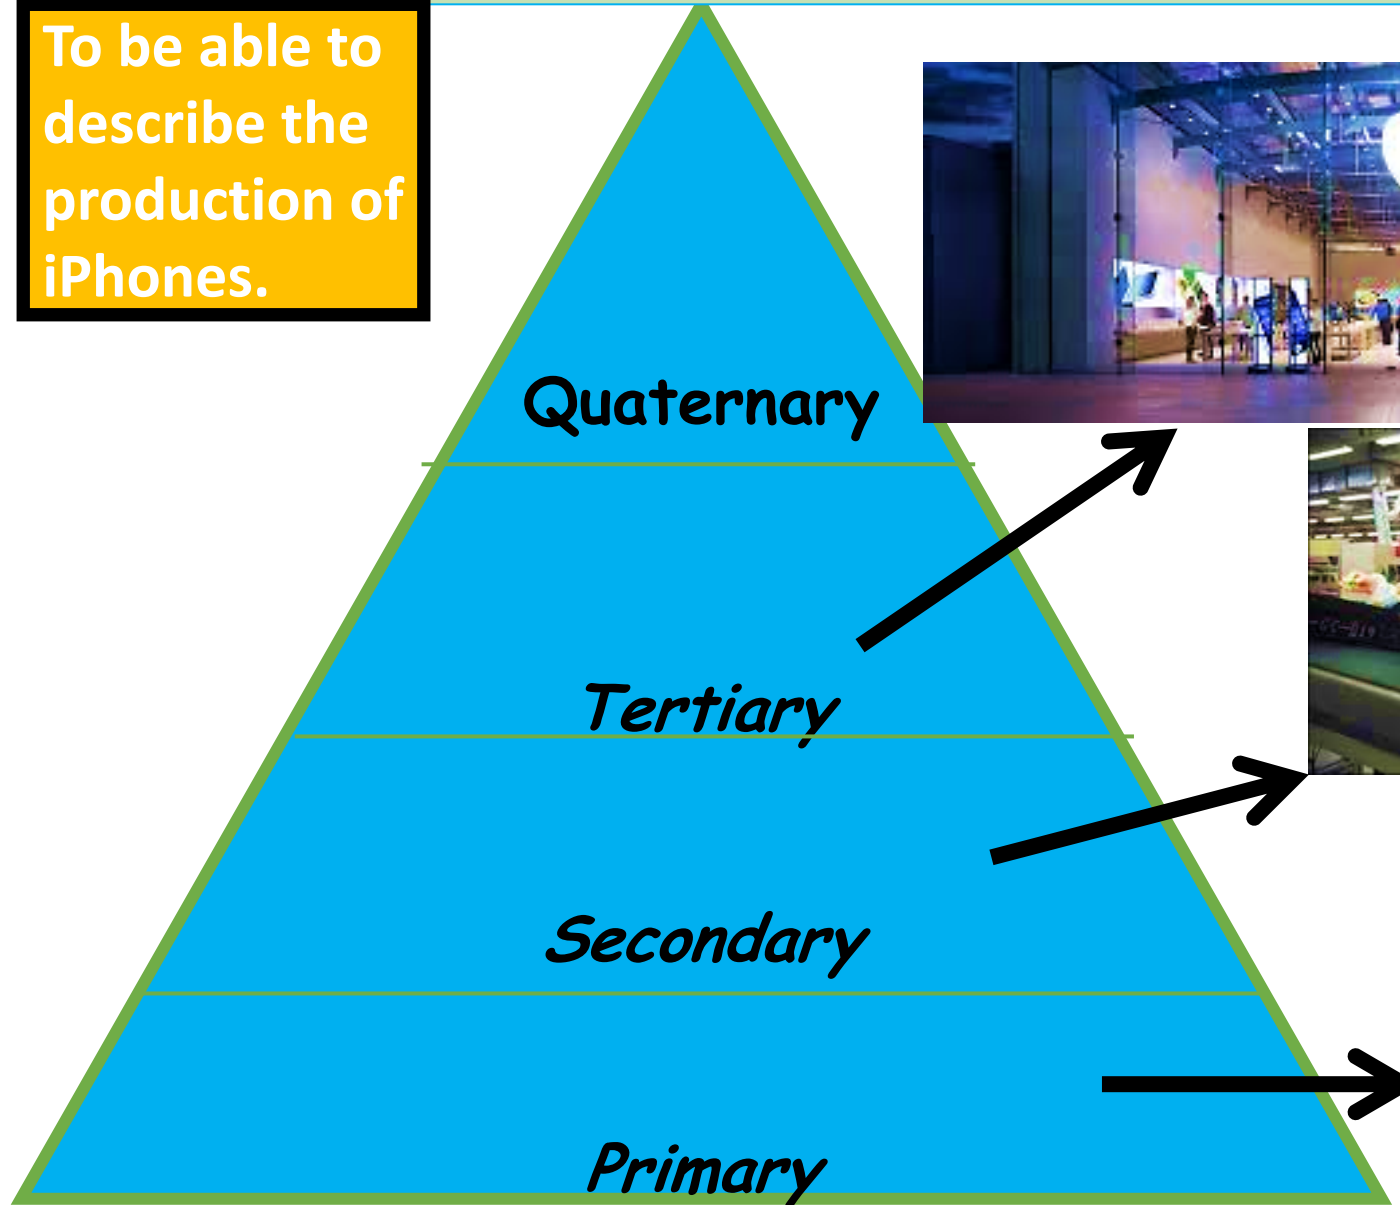 To be able to
describe the
production of
iPhones.
Quaternary
Tertiary
Secondary
Primary